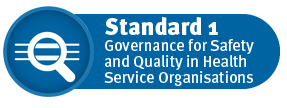 Standard 1
Governance for Safety
and Quality in Health
Service Organisations